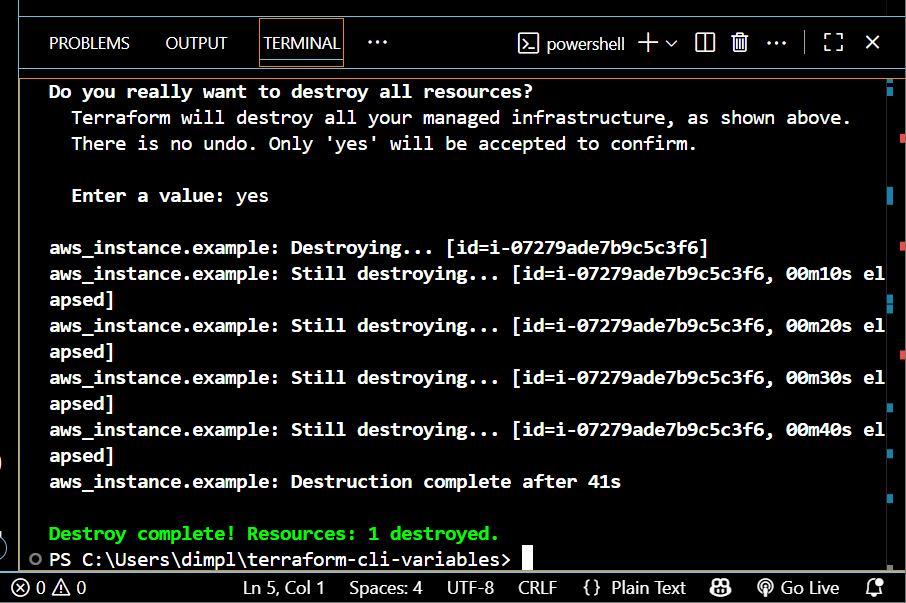 PROBLEMS OUTPUT TERMINAL ··· powershell ···
Do you really want to destroy all resources?
Terraform will destroy all your managed infrastructure, as shown above.
There is no undo. Only 'yes' will be accepted to confirm.
Enter a value: yes
aws_instance.example: Destroying... [id=i-07279ade7b9c5c3f6]
aws_instance.example: Still destroying... [id=i-07279ade7b9c5c3f6, 00m10s el
apsed]
aws_instance.example: Still destroying... [id=i-07279ade7b9c5c3f6, 00m20s el
apsed]
aws_instance.example: Still destroying... [id=i-07279ade7b9c5c3f6, 00m30s el
apsed]
aws_instance.example: Still destroying... [id=i-07279ade7b9c5c3f6, 00m40s el
apsed]
aws_instance.example: Destruction complete after 41s
Destroy complete! Resources: 1 destroyed.
PS C:\Users\dimpl\terraform-cli-variables>
0 0 Ln 5, Col 1 Spaces: 4 UTF-8 CRLF {} Plain Text Go Live